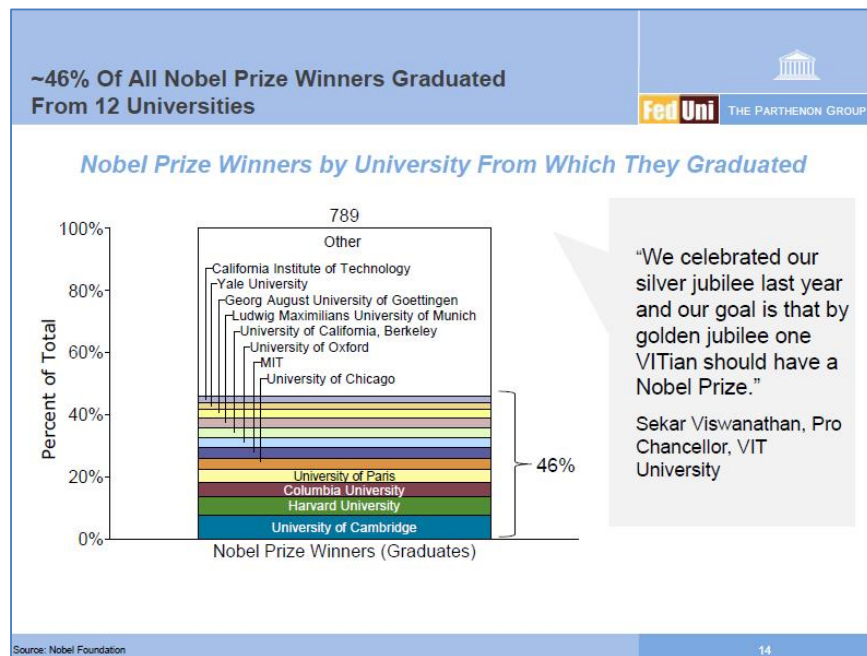 ~46% Of All Nobel Prize Winners Graduated
From 12 Universities
Fed Uni
THE PARTHENON GROUP
Nobel Prize Winners by University From Which They Graduated
789
100%
80%
60%
40%
20%
0%
Percent of Total
Other
California Institute of Technology
Yale University
Georg August University of Goettingen
Ludwig Maximilians University of Munich
University of California, Berkeley
University of Oxford
MIT
University of Chicago
University of Paris
Columbia University
Harvard University
University of Cambridge
46%
Nobel Prize Winners (Graduates)
“We celebrated our
silver jubilee last year
and our goal is that by
golden jubilee one
VITian should have a
Nobel Prize.”
Sekar Viswanathan, Pro
Chancellor, VIT
University
Source: Nobel Foundation
14